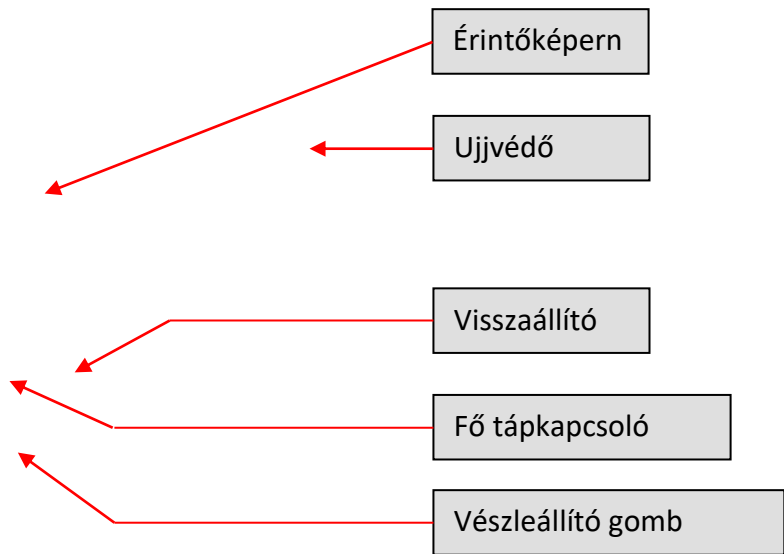 Érintőképern
Ujjvédő
Visszaállító
Fő tápkapcsoló
Vészleállító gomb